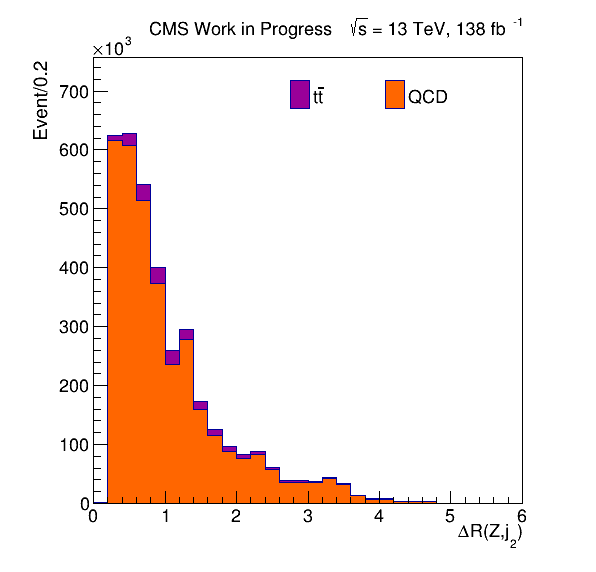 CMS Work in Progress √s = 13 TeV, 138 fb⁻¹
×10³
Event/0.2
tt̄
QCD
700
600
500
400
300
200
100
0
0 1 2 3 4 5 6
ΔR(Z,j₂)